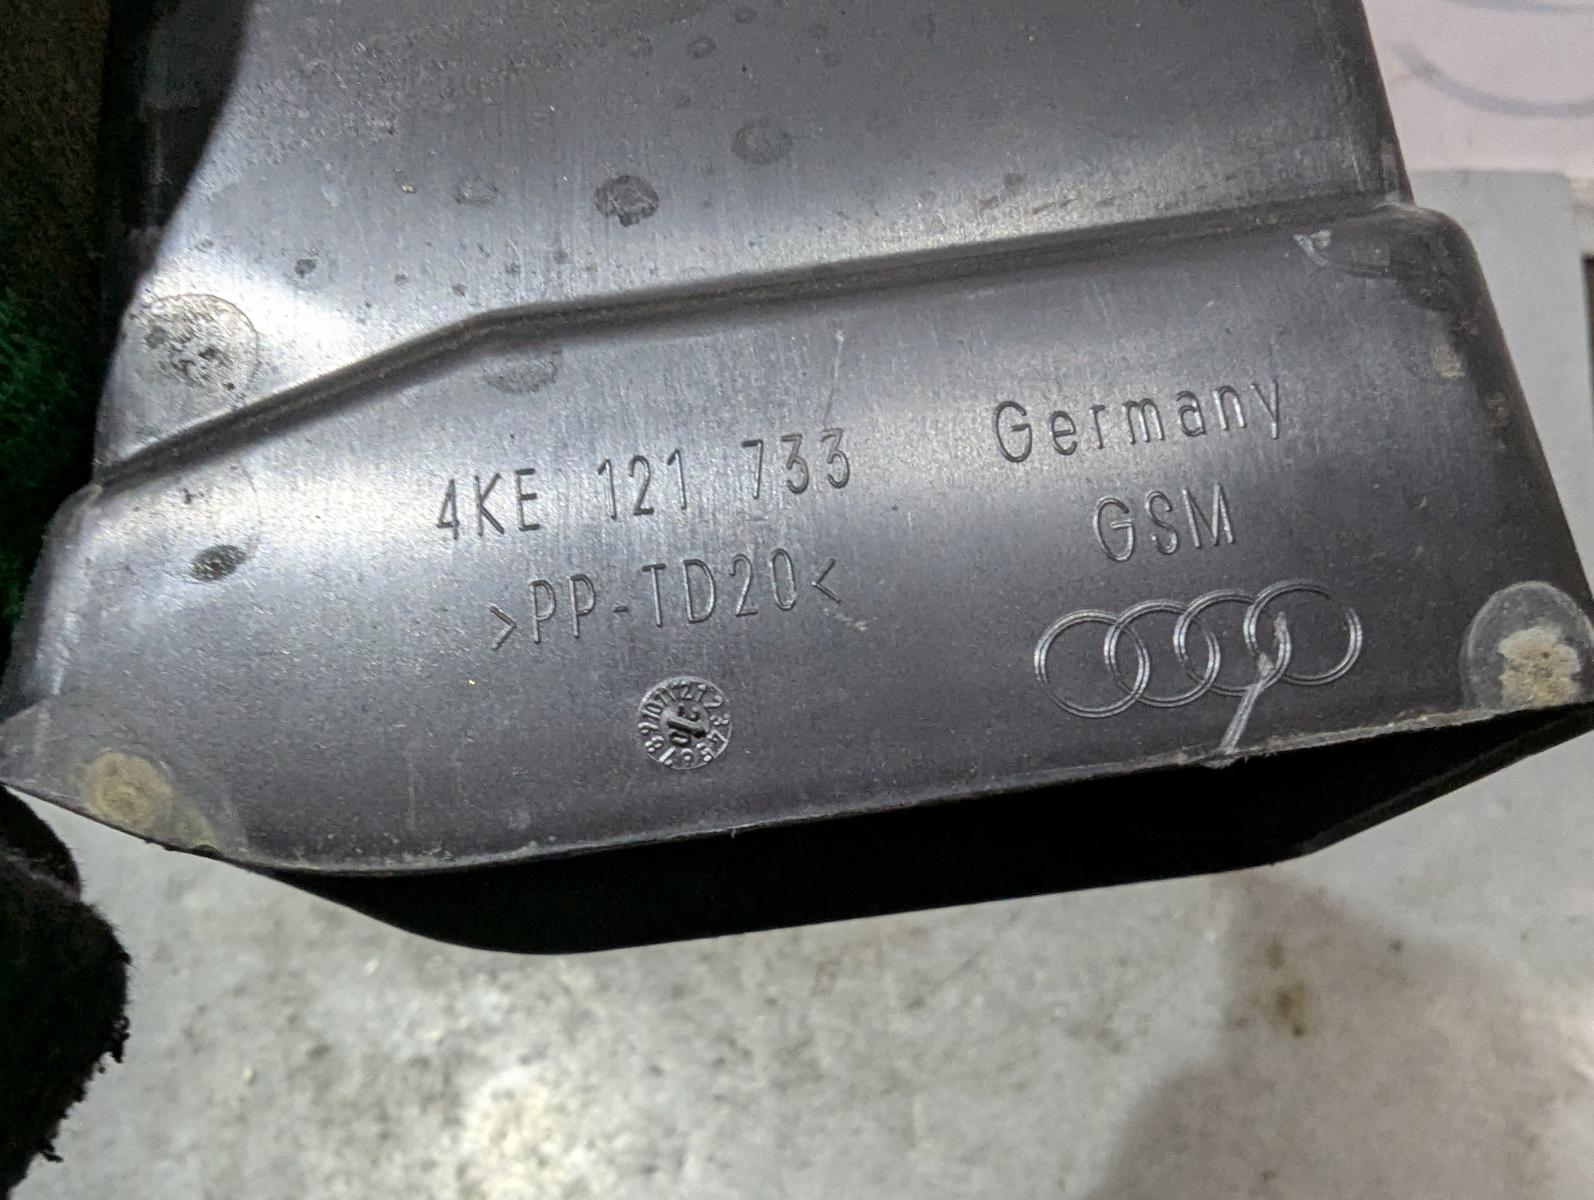 4KE 121 733
>PP-TD20<
Germany
GSM